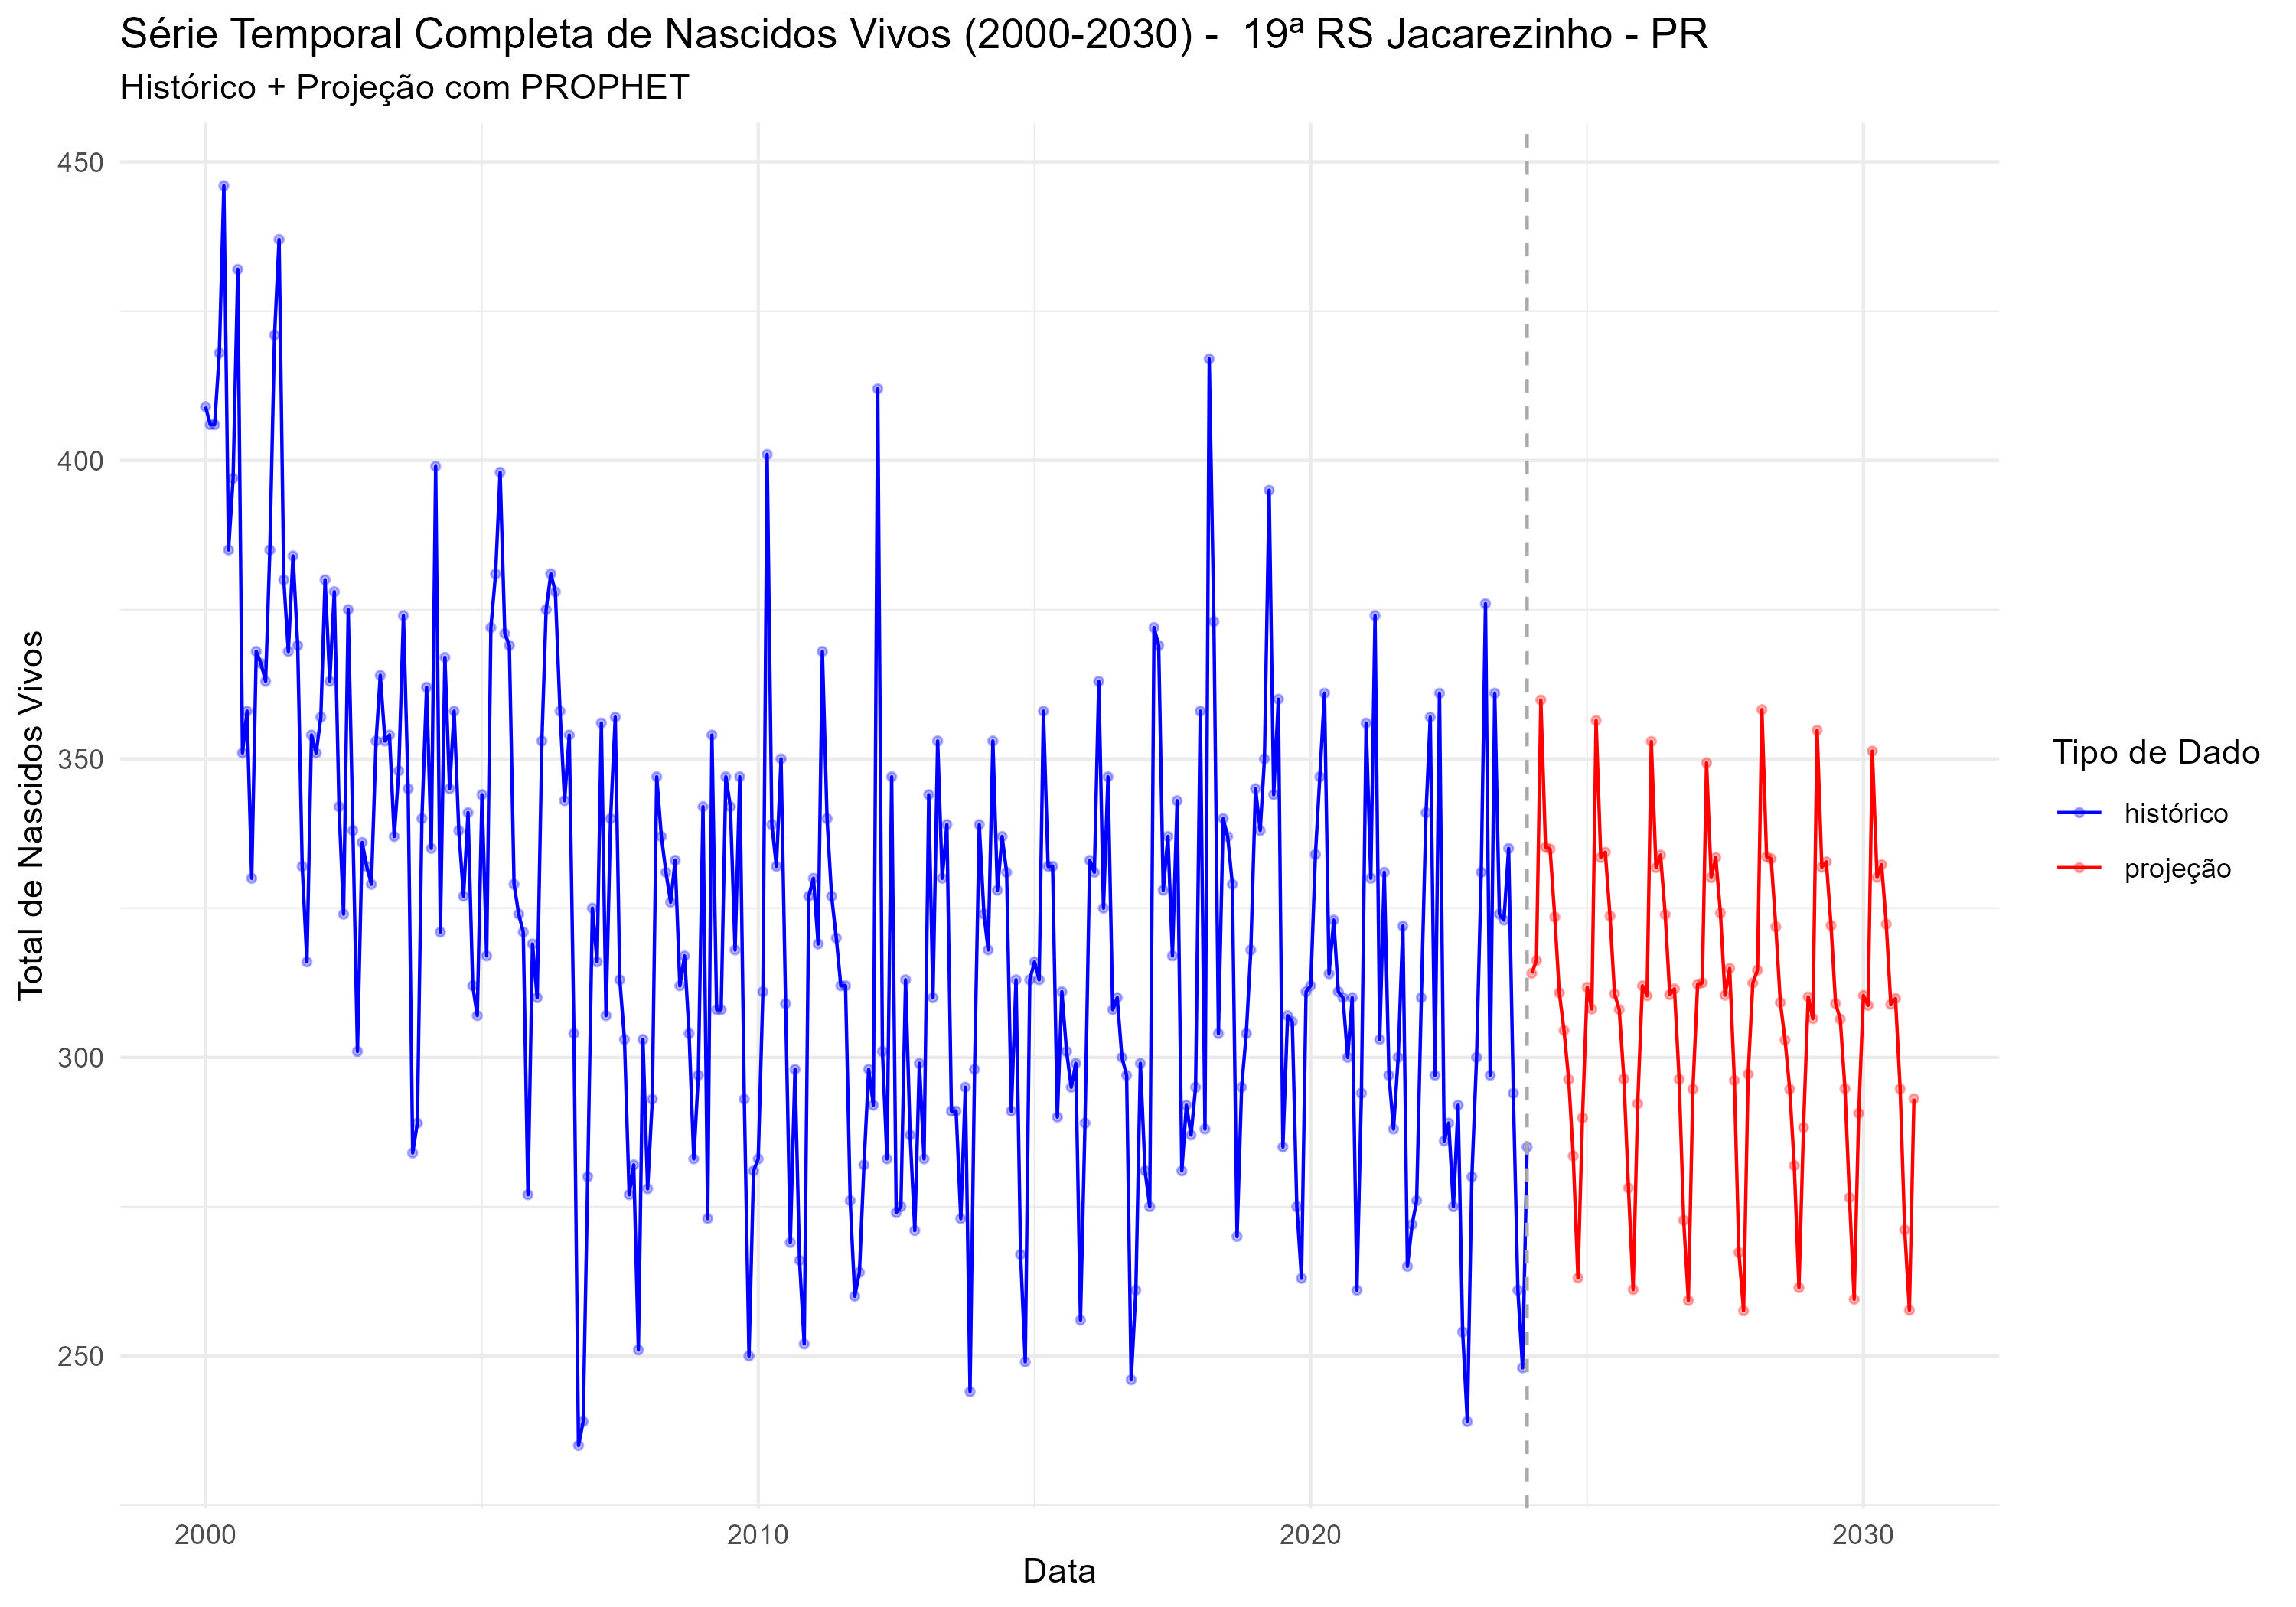 Série Temporal Completa de Nascidos Vivos (2000-2030) -  19ª RS Jacarezinho - PR
Histórico + Projeção com PROPHET
Total de Nascidos Vivos
450
400
350
300
250
2000
2010
2020
2030
Data
Tipo de Dado
histórico
projeção